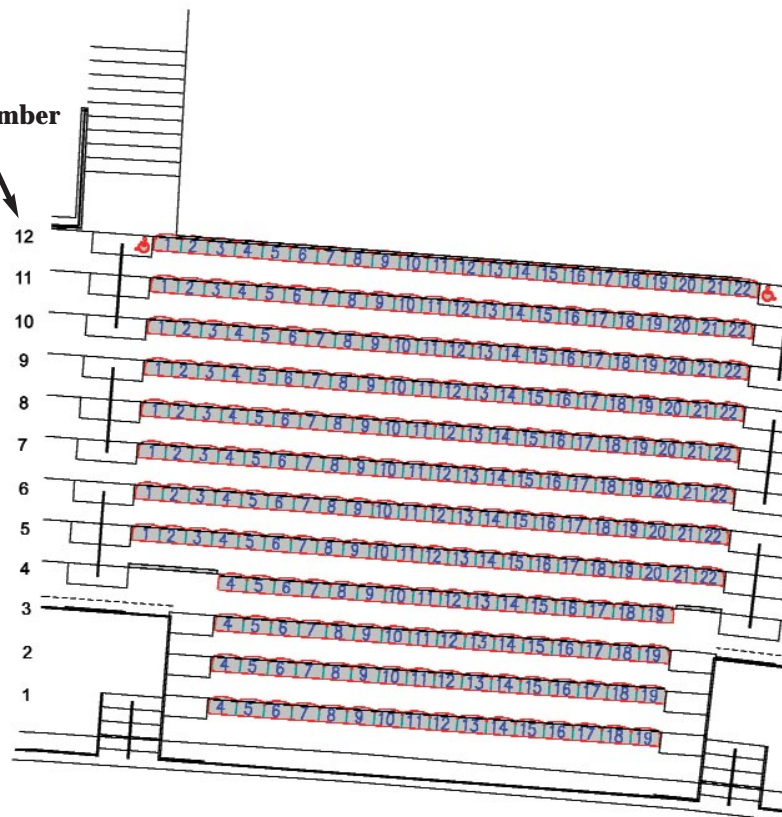 mber
12 1 2 3 4 5 6 7 8 9 10 11 12 13 14 15 16 17 18 19 20 21 22
11 1 2 3 4 5 6 7 8 9 10 11 12 13 14 15 16 17 18 19 20 21 22
10 1 2 3 4 5 6 7 8 9 10 11 12 13 14 15 16 17 18 19 20 21 22
9 1 2 3 4 5 6 7 8 9 10 11 12 13 14 15 16 17 18 19 20 21 22
8 1 2 3 4 5 6 7 8 9 10 11 12 13 14 15 16 17 18 19 20 21 22
7 1 2 3 4 5 6 7 8 9 10 11 12 13 14 15 16 17 18 19 20 21 22
6 1 2 3 4 5 6 7 8 9 10 11 12 13 14 15 16 17 18 19 20 21 22
5 1 2 3 4 5 6 7 8 9 10 11 12 13 14 15 16 17 18 19 20 21 22
4 4 5 6 7 8 9 10 11 12 13 14 15 16 17 18 19
3 4 5 6 7 8 9 10 11 12 13 14 15 16 17 18 19
2 4 5 6 7 8 9 10 11 12 13 14 15 16 17 18 19
1 4 5 6 7 8 9 10 11 12 13 14 15 16 17 18 19